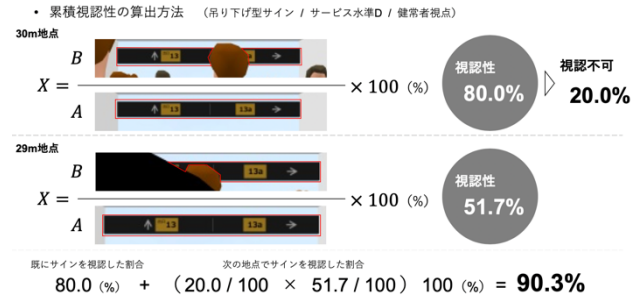 • 累積視認性の算出方法 （吊り下げ型サイン / サービス水準D / 健常者視点）
30m地点
B
↑ 13 13a →
X = × 100 (%)
A
↑ 13 13a →
視認性
80.0%
視認不可
20.0%
29m地点
B
13a →
X = × 100 (%)
A
↑ 13 13a →
視認性
51.7%
既にサインを視認した割合 次の地点でサインを視認した割合
80.0 (%) + ( 20.0 / 100 × 51.7 / 100 ) 100 (%) = 90.3%